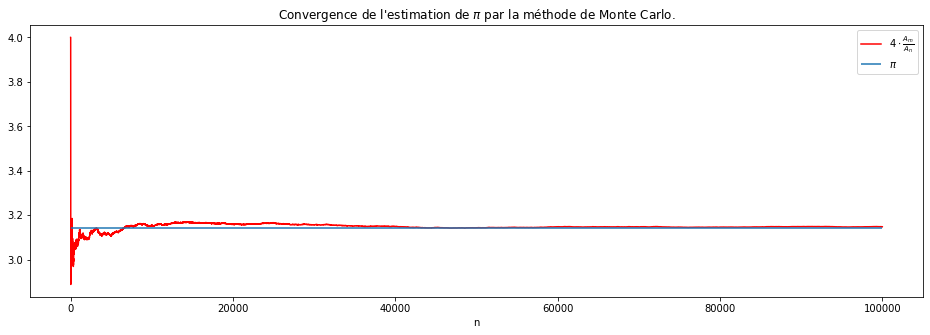 Convergence de l'estimation de π par la méthode de Monte Carlo.
4 · A_m/A_n
π
4.0
3.8
3.6
3.4
3.2
3.0
0 20000 40000 60000 80000 100000
n